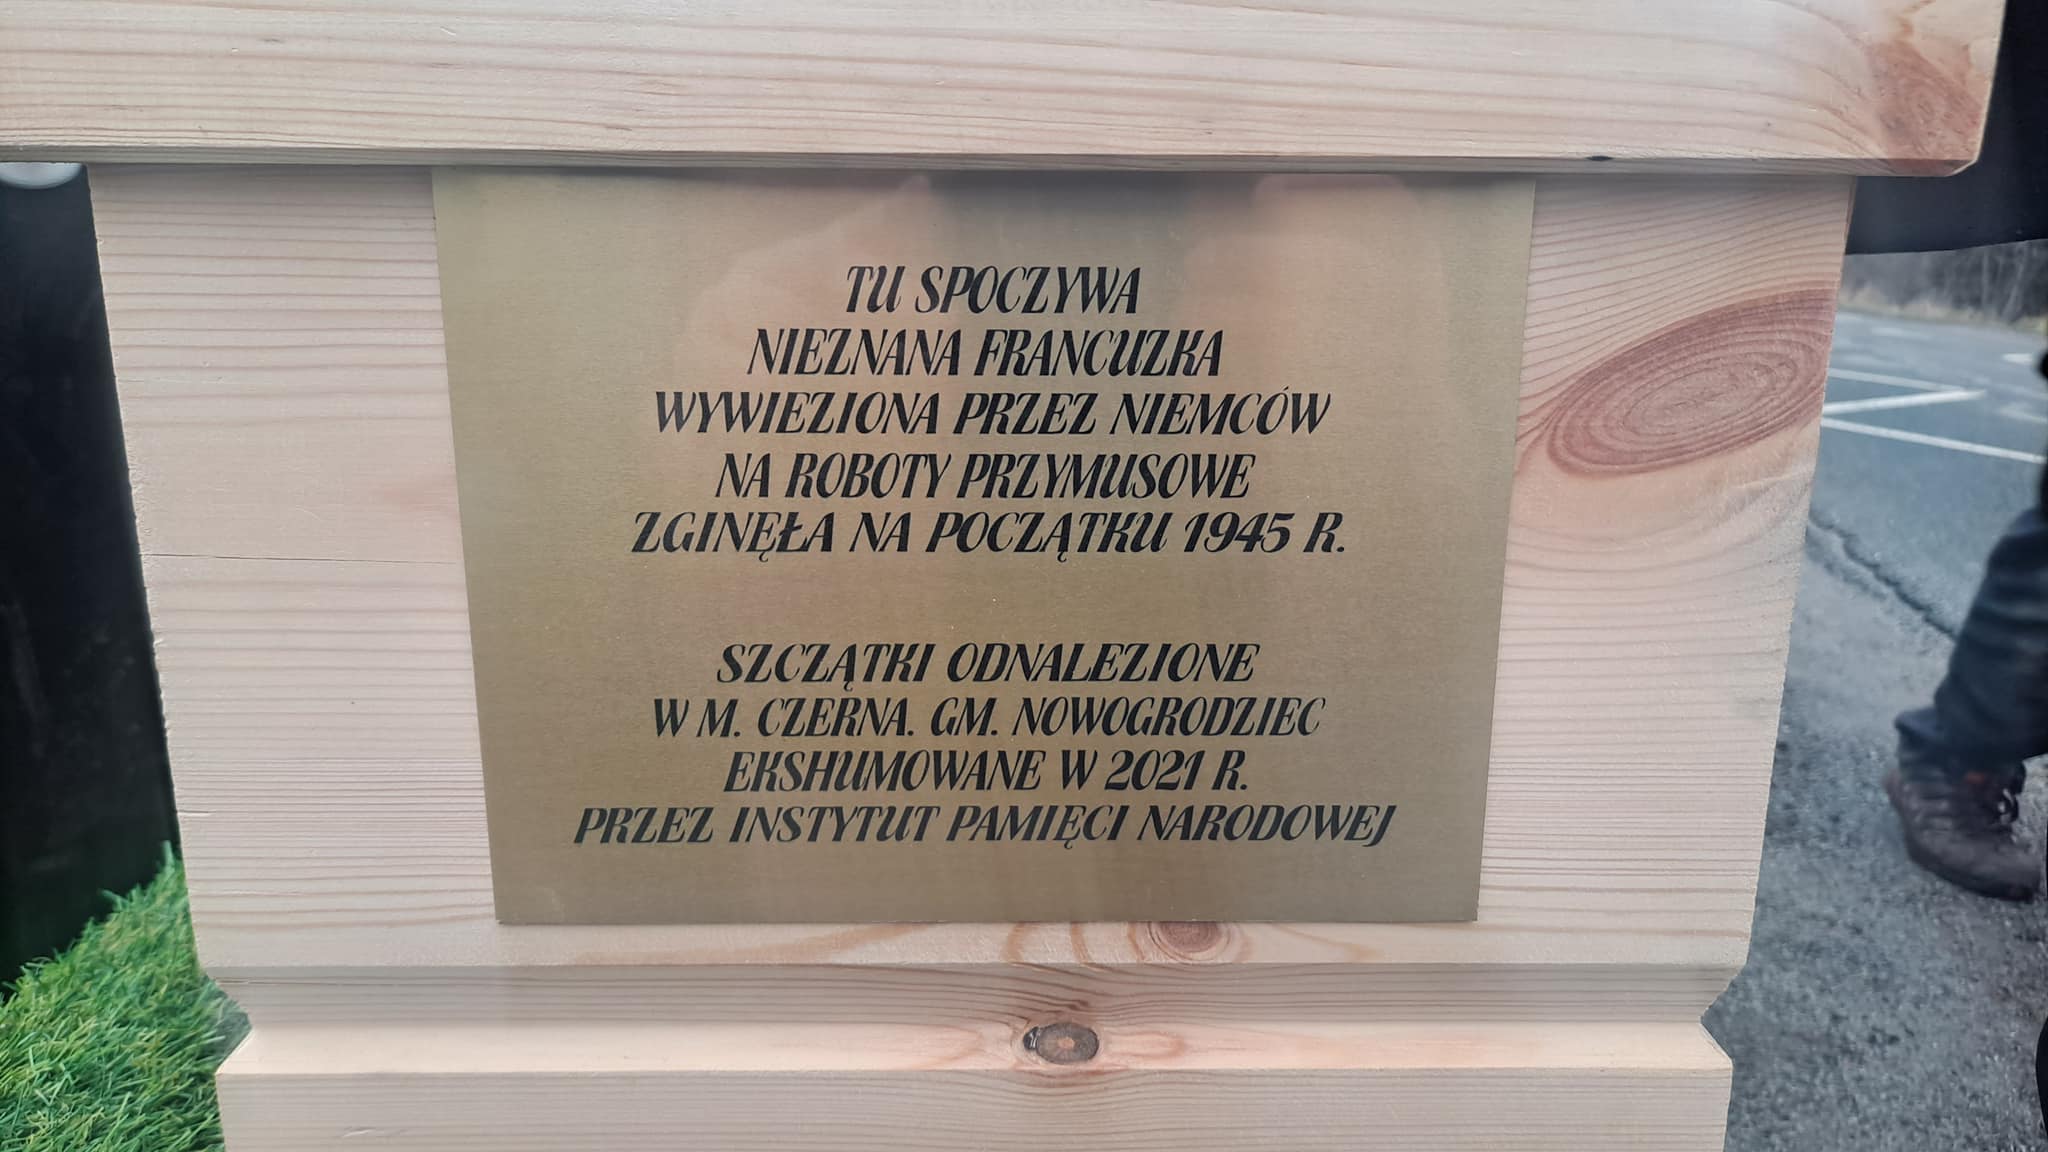 TU SPOCZYWA
NIEZNANA FRANCUZKA
WYWIEZIONA PRZEZ NIEMCÓW
NA ROBOTY PRZYMUSOWE
ZGINĘŁA NA POCZĄTKU 1945 R.
SZCZĄTKI ODNALEZIONE
W M. CZERNA. GM. NOWOGRODZIEC
EKSHUMOWANE W 2021 R.
PRZEZ INSTYTUT PAMIĘCI NARODOWEJ